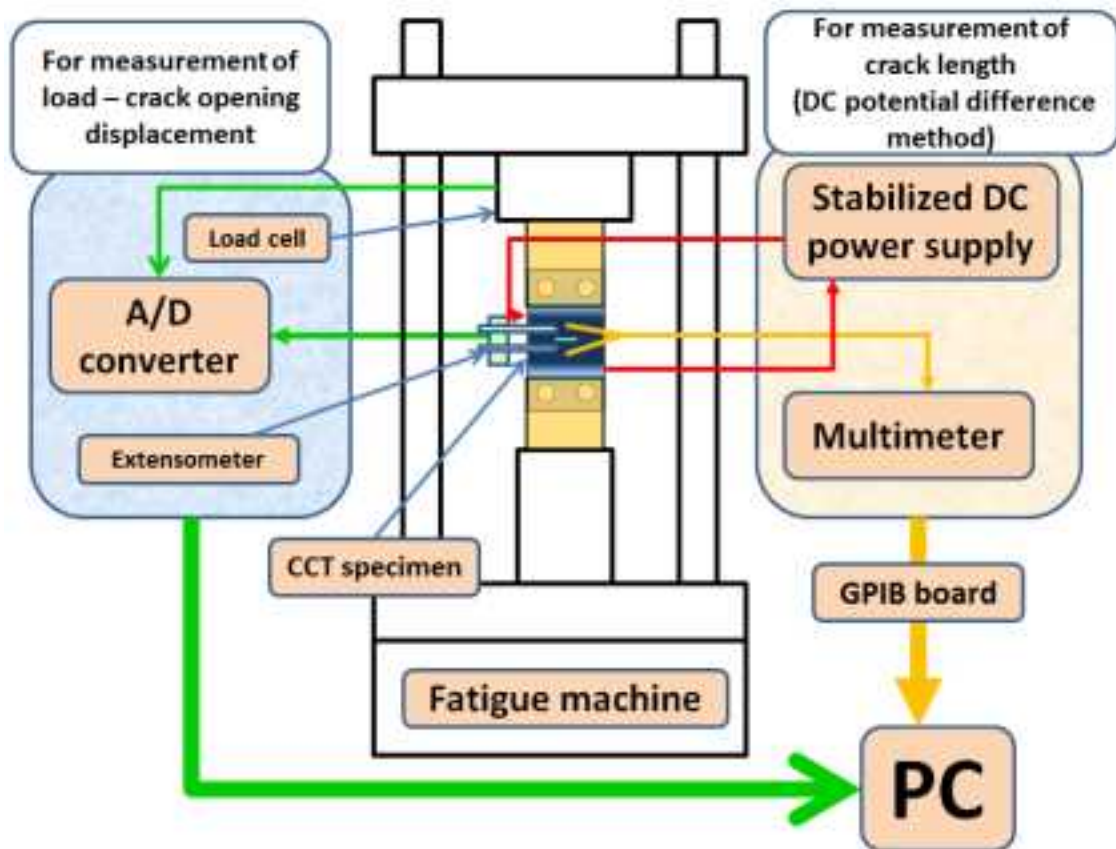 For measurement of
load – crack opening
displacement
For measurement of
crack length
(DC potential difference
method)
Load cell
A/D
converter
Extensometer
CCT specimen
Stabilized DC
power supply
Multimeter
GPIB board
Fatigue machine
PC